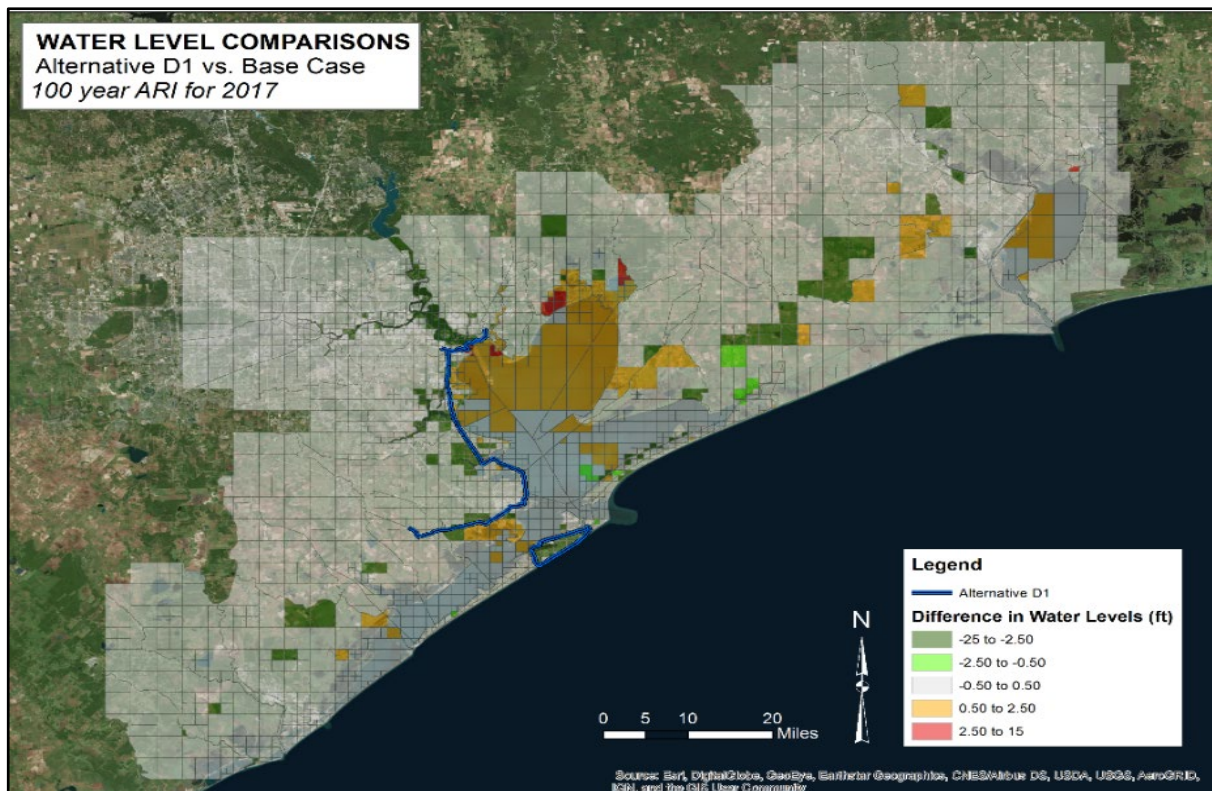 WATER LEVEL COMPARISONS
Alternative D1 vs. Base Case
100 year ARI for 2017
Legend
Alternative D1
Difference in Water Levels (ft)
-25 to -2.50
-2.50 to -0.50
-0.50 to 0.50
0.50 to 2.50
2.50 to 15
N
0 5 10 20
Miles
Source: Esri, DigitalGlobe, GeoEye, Earthstar Geographics, CNES/Airbus DS, USDA, USGS, AeroGRID,
IGN, and the GIS User Community